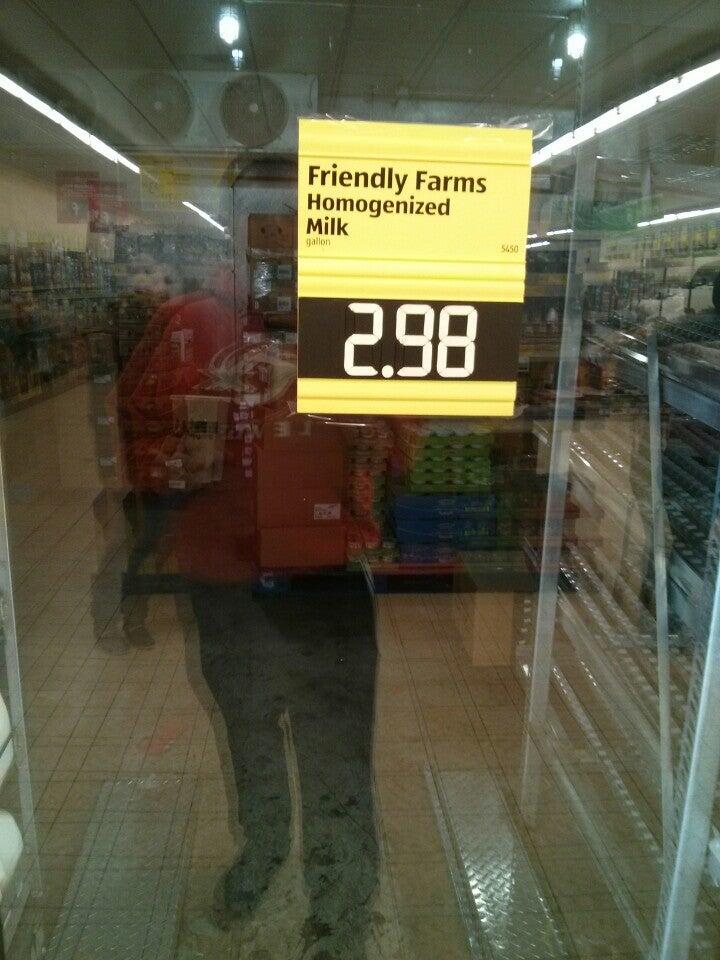 Friendly Farms
Homogenized
Milk
gallon 5450
2.98